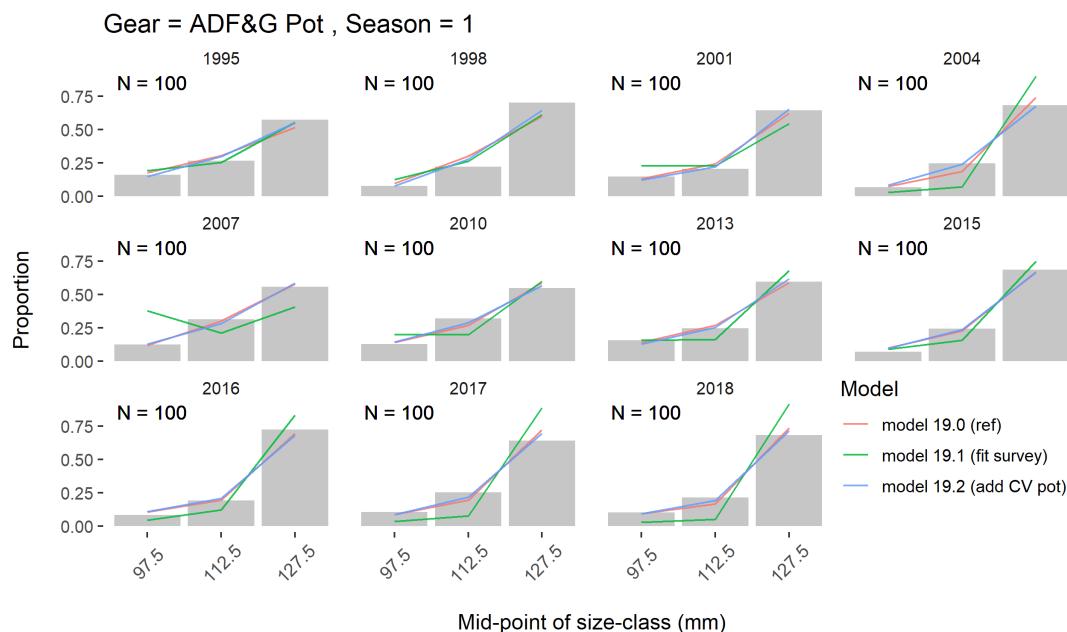 Gear = ADF&G Pot , Season = 1
1995 1998 2001 2004
N = 100 N = 100 N = 100 N = 100
0.75
0.50
0.25
0.00
2007 2010 2013 2015
N = 100 N = 100 N = 100 N = 100
0.75
0.50
0.25
0.00
2016 2017 2018
N = 100 N = 100 N = 100
0.75
0.50
0.25
0.00
97.5 112.5 127.5 97.5 112.5 127.5 97.5 112.5 127.5
Proportion
Mid-point of size-class (mm)
Model
model 19.0 (ref)
model 19.1 (fit survey)
model 19.2 (add CV pot)